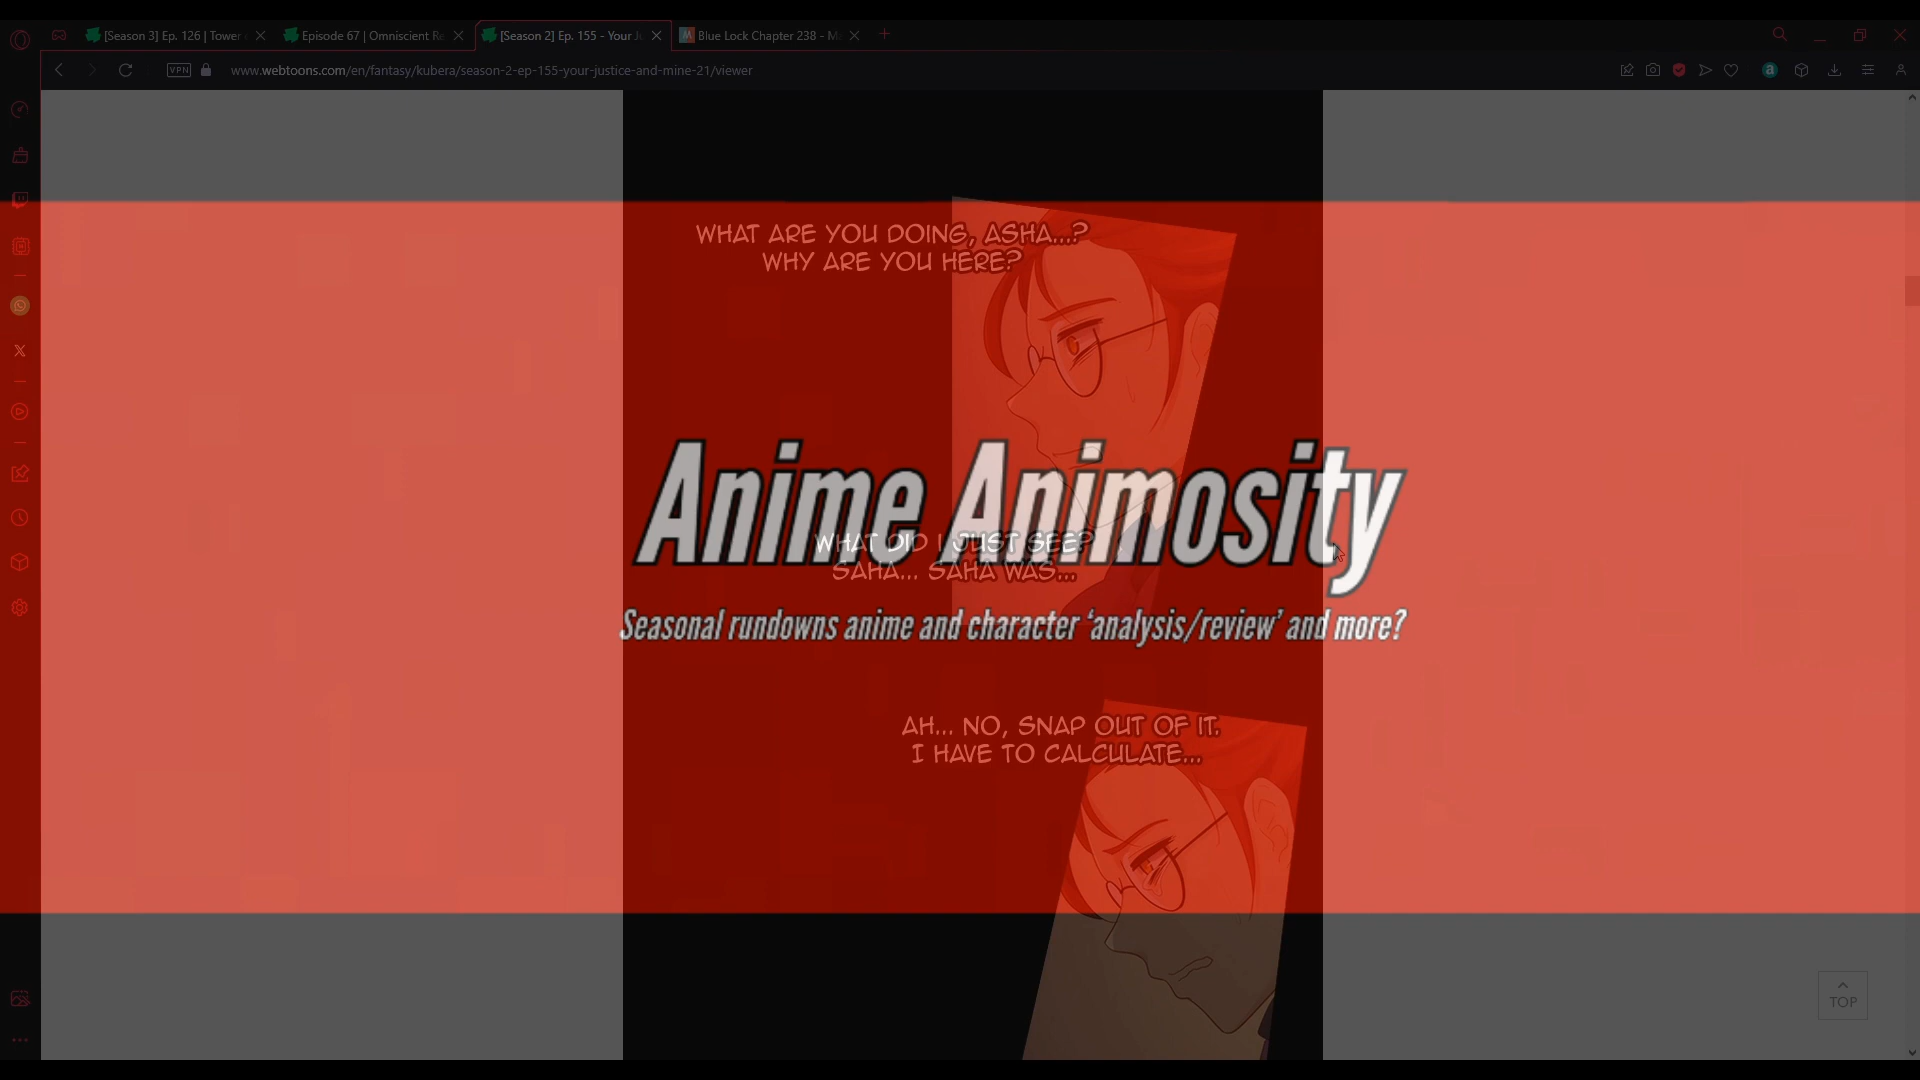 [Season 3] Ep. 126 | Tower
Episode 67 | Omniscient Re
[Season 2] Ep. 155 - Your Ju
Blue Lock Chapter 238 - M
VPN
www.webtoons.com/en/fantasy/kubera/season-2-ep-155-your-justice-and-mine-21/viewer
WHAT ARE YOU DOING, ASHA...?
WHY ARE YOU HERE?
Anime Animosity
WHAT DID I JUST SEE?
SAHA... SAHA WAS...
Seasonal rundowns anime and character ‘analysis/review’ and more?
AH... NO, SNAP OUT OF IT.
I HAVE TO CALCULATE...
TOP